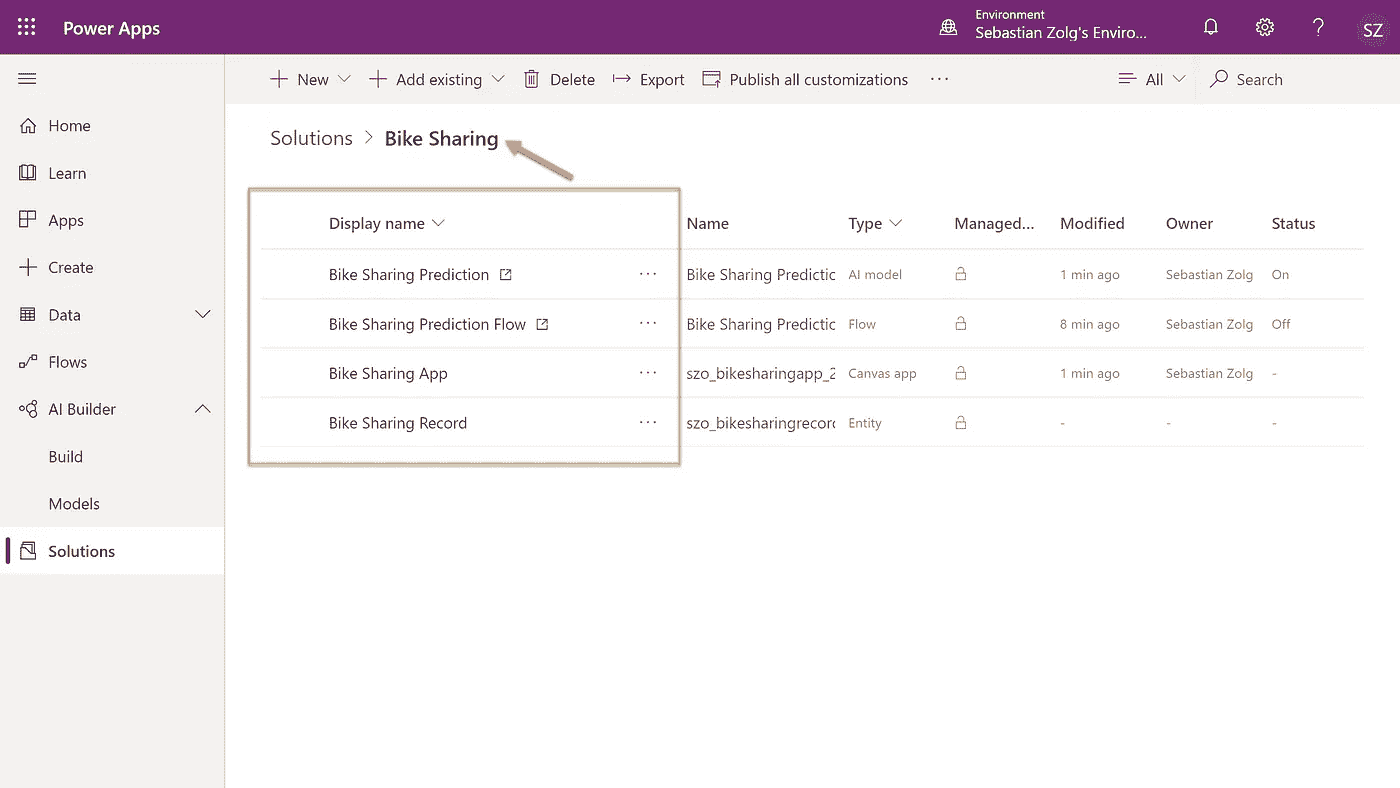 Power Apps
Environment
Sebastian Zolg's Enviro...
?
SZ
New
Add existing
Delete
Export
Publish all customizations
...
All
Search
Home
Learn
Apps
Create
Data
Flows
AI Builder
Build
Models
Solutions
Solutions > Bike Sharing
Display name Name Type Managed... Modified Owner Status
Bike Sharing Prediction ... Bike Sharing Predictic AI model 1 min ago Sebastian Zolg On
Bike Sharing Prediction Flow ... Bike Sharing Predictic Flow 8 min ago Sebastian Zolg Off
Bike Sharing App ... szo_bikesharingapp_2 Canvas app 1 min ago Sebastian Zolg -
Bike Sharing Record ... szo_bikesharingrecor Entity - - -